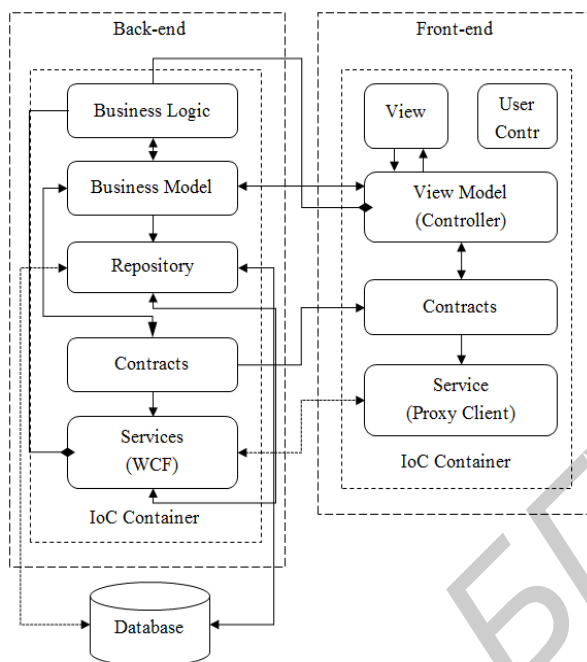 Back-end
Business Logic
Business Model
Repository
Contracts
Services
(WCF)
IoC Container
Database
Front-end
View
User
Contr
View Model
(Controller)
Contracts
Service
(Proxy Client)
IoC Container
БГ